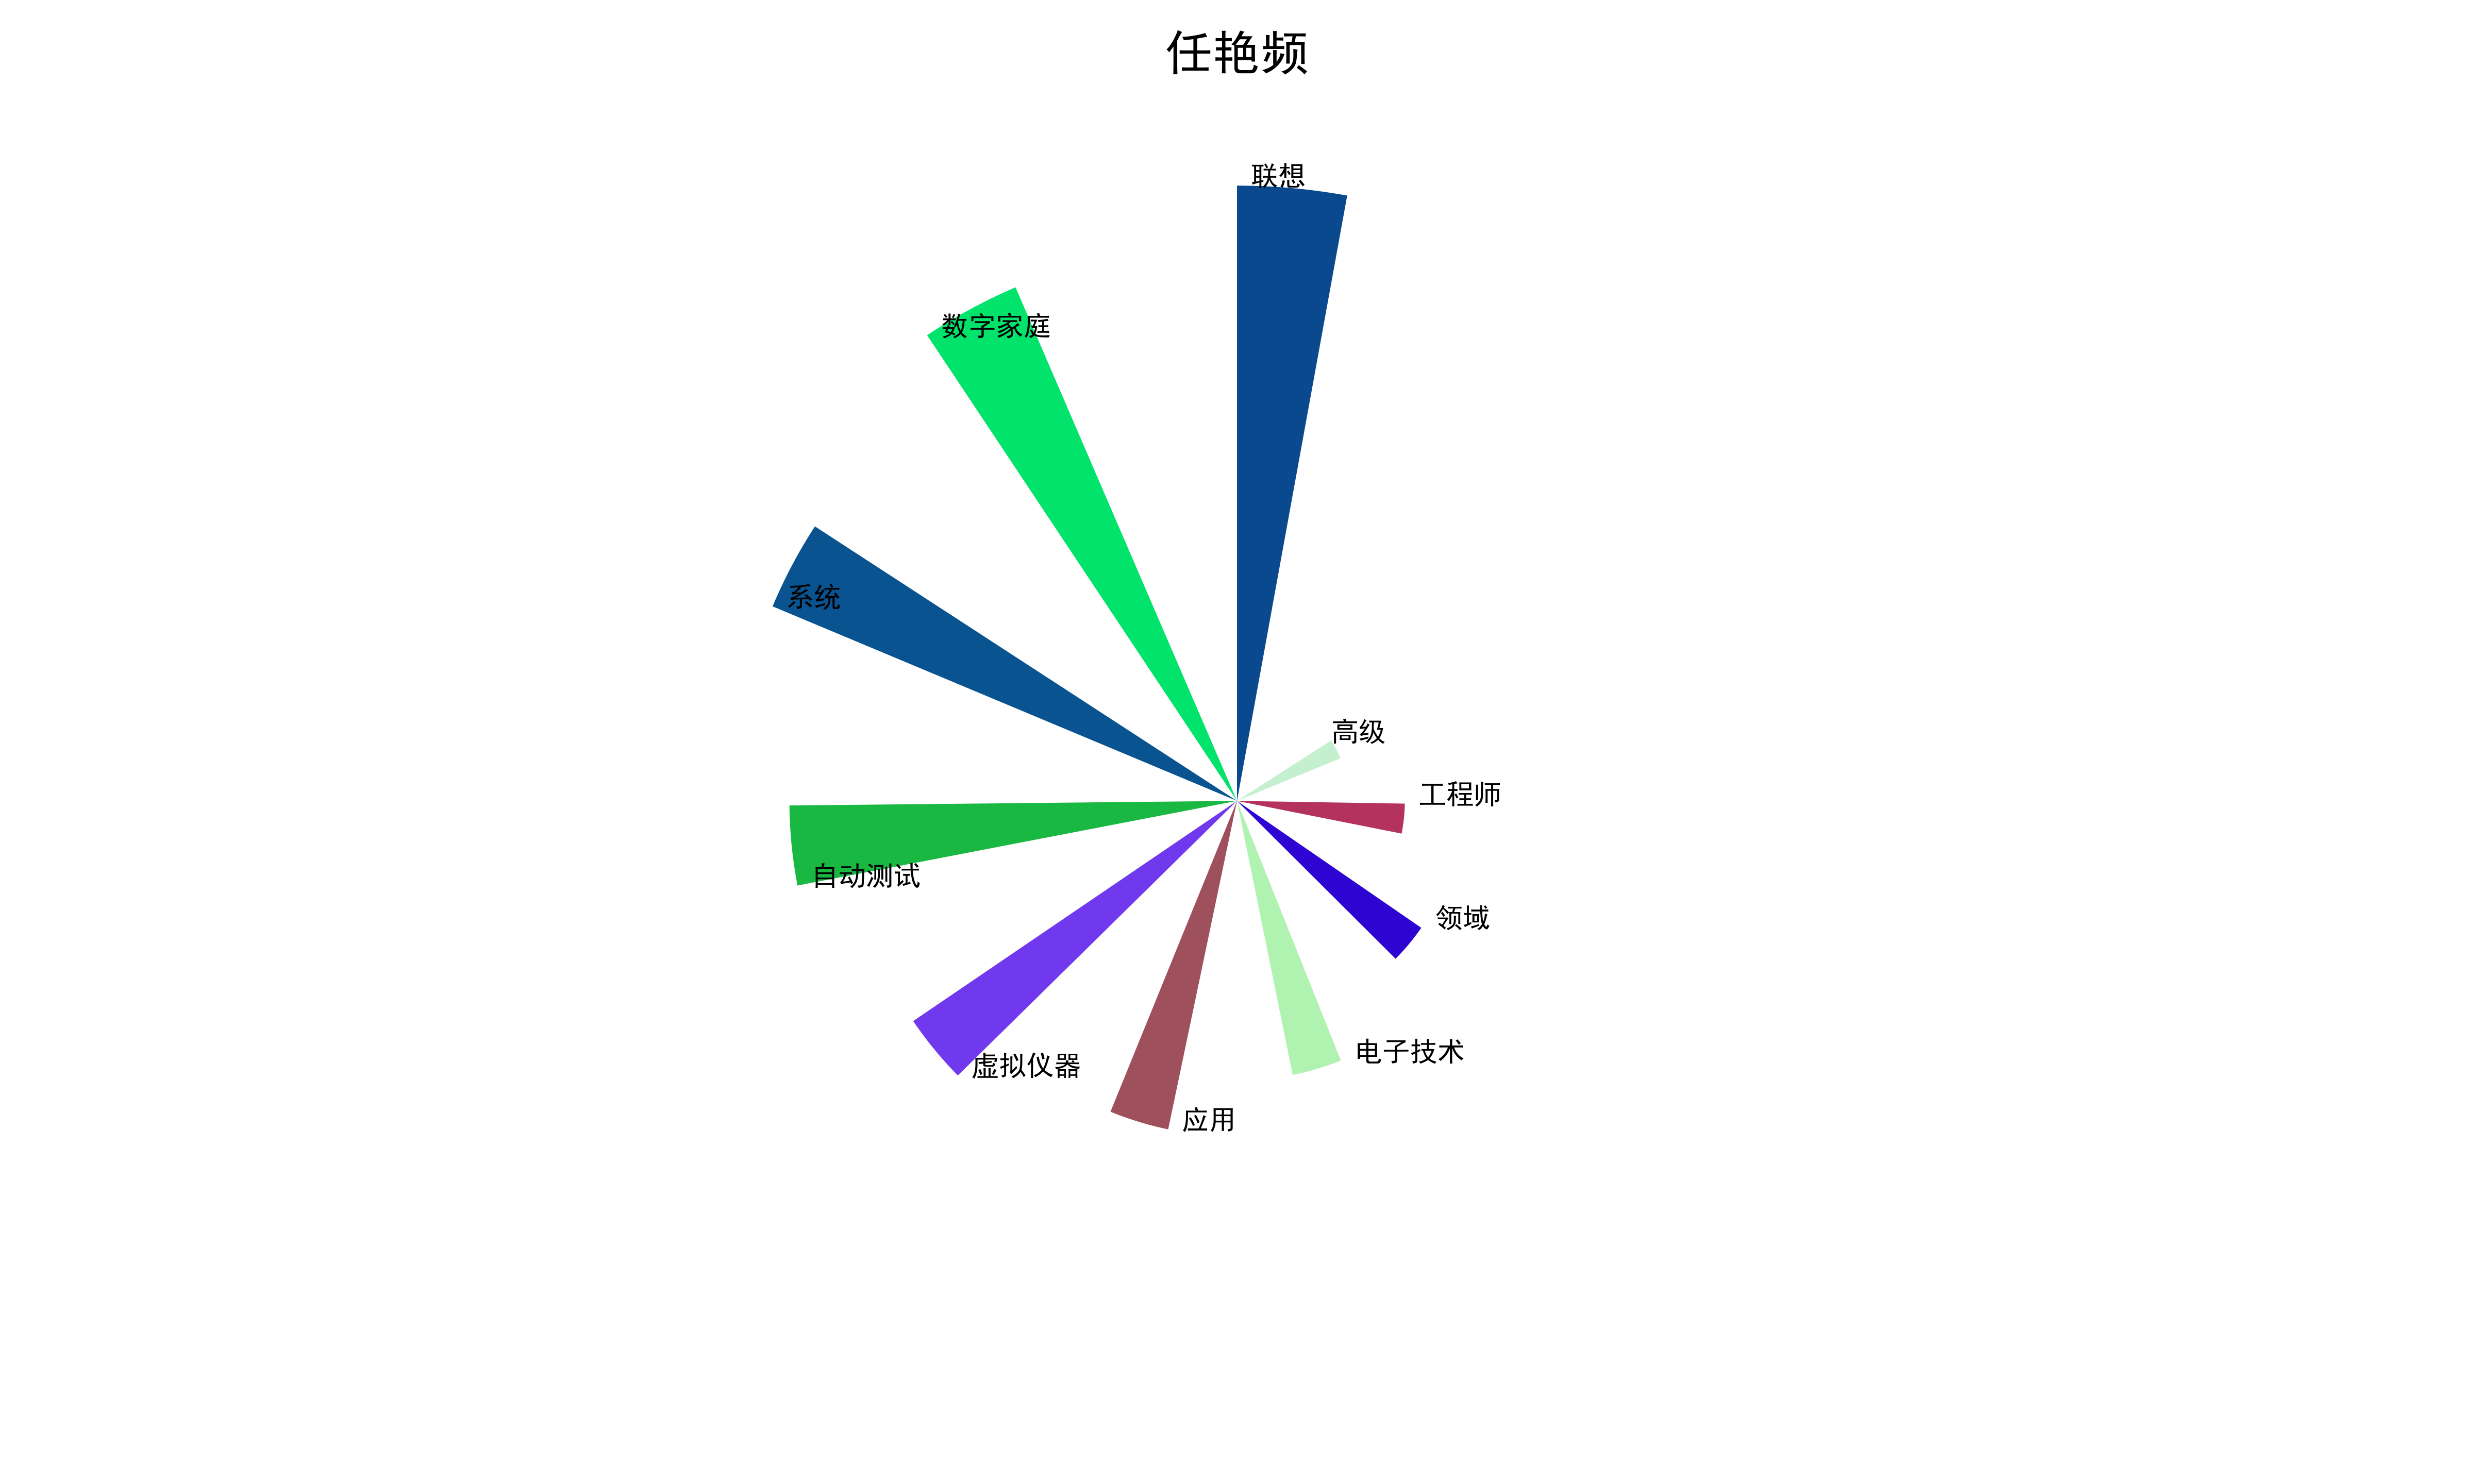 任艳频
联想
数字家庭
系统
高级
工程师
自动测试
领域
电子技术
虚拟仪器
应用